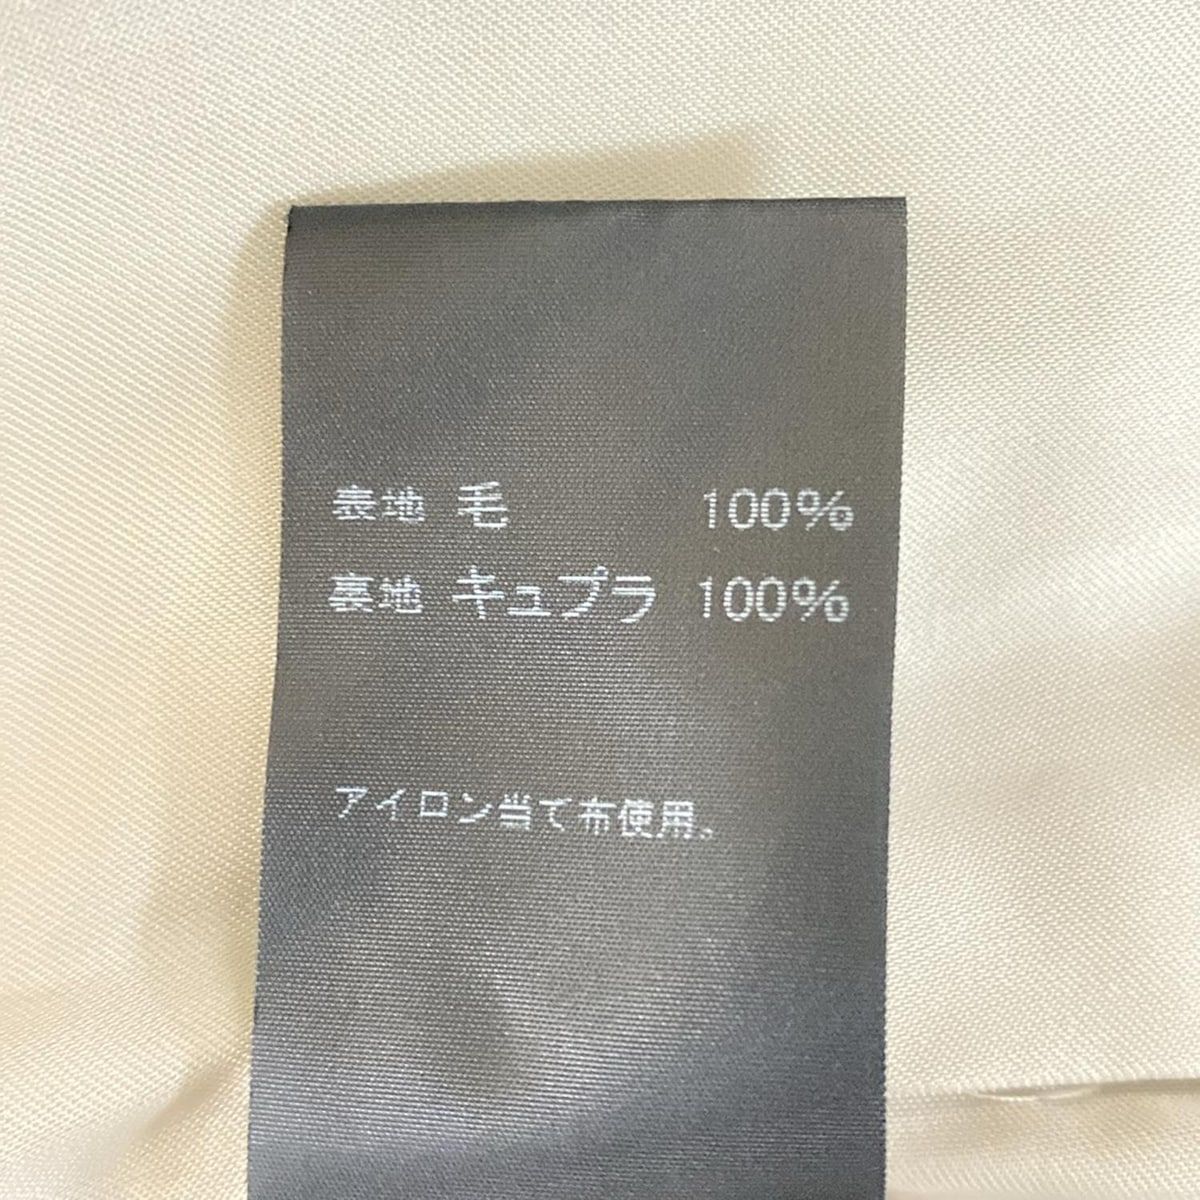 表地 毛 100%
裏地 キュプラ 100%
アイロン当て布使用。